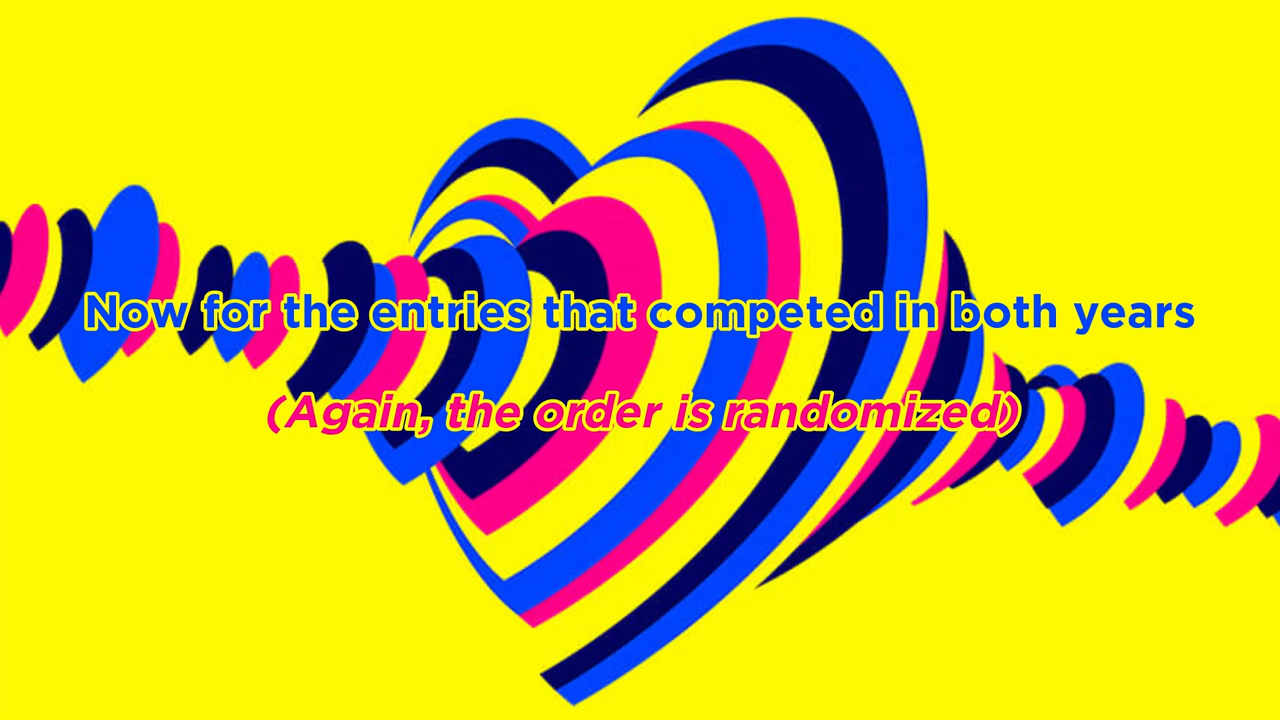 Now for the entries that competed in both years
(Again, the order is randomized)